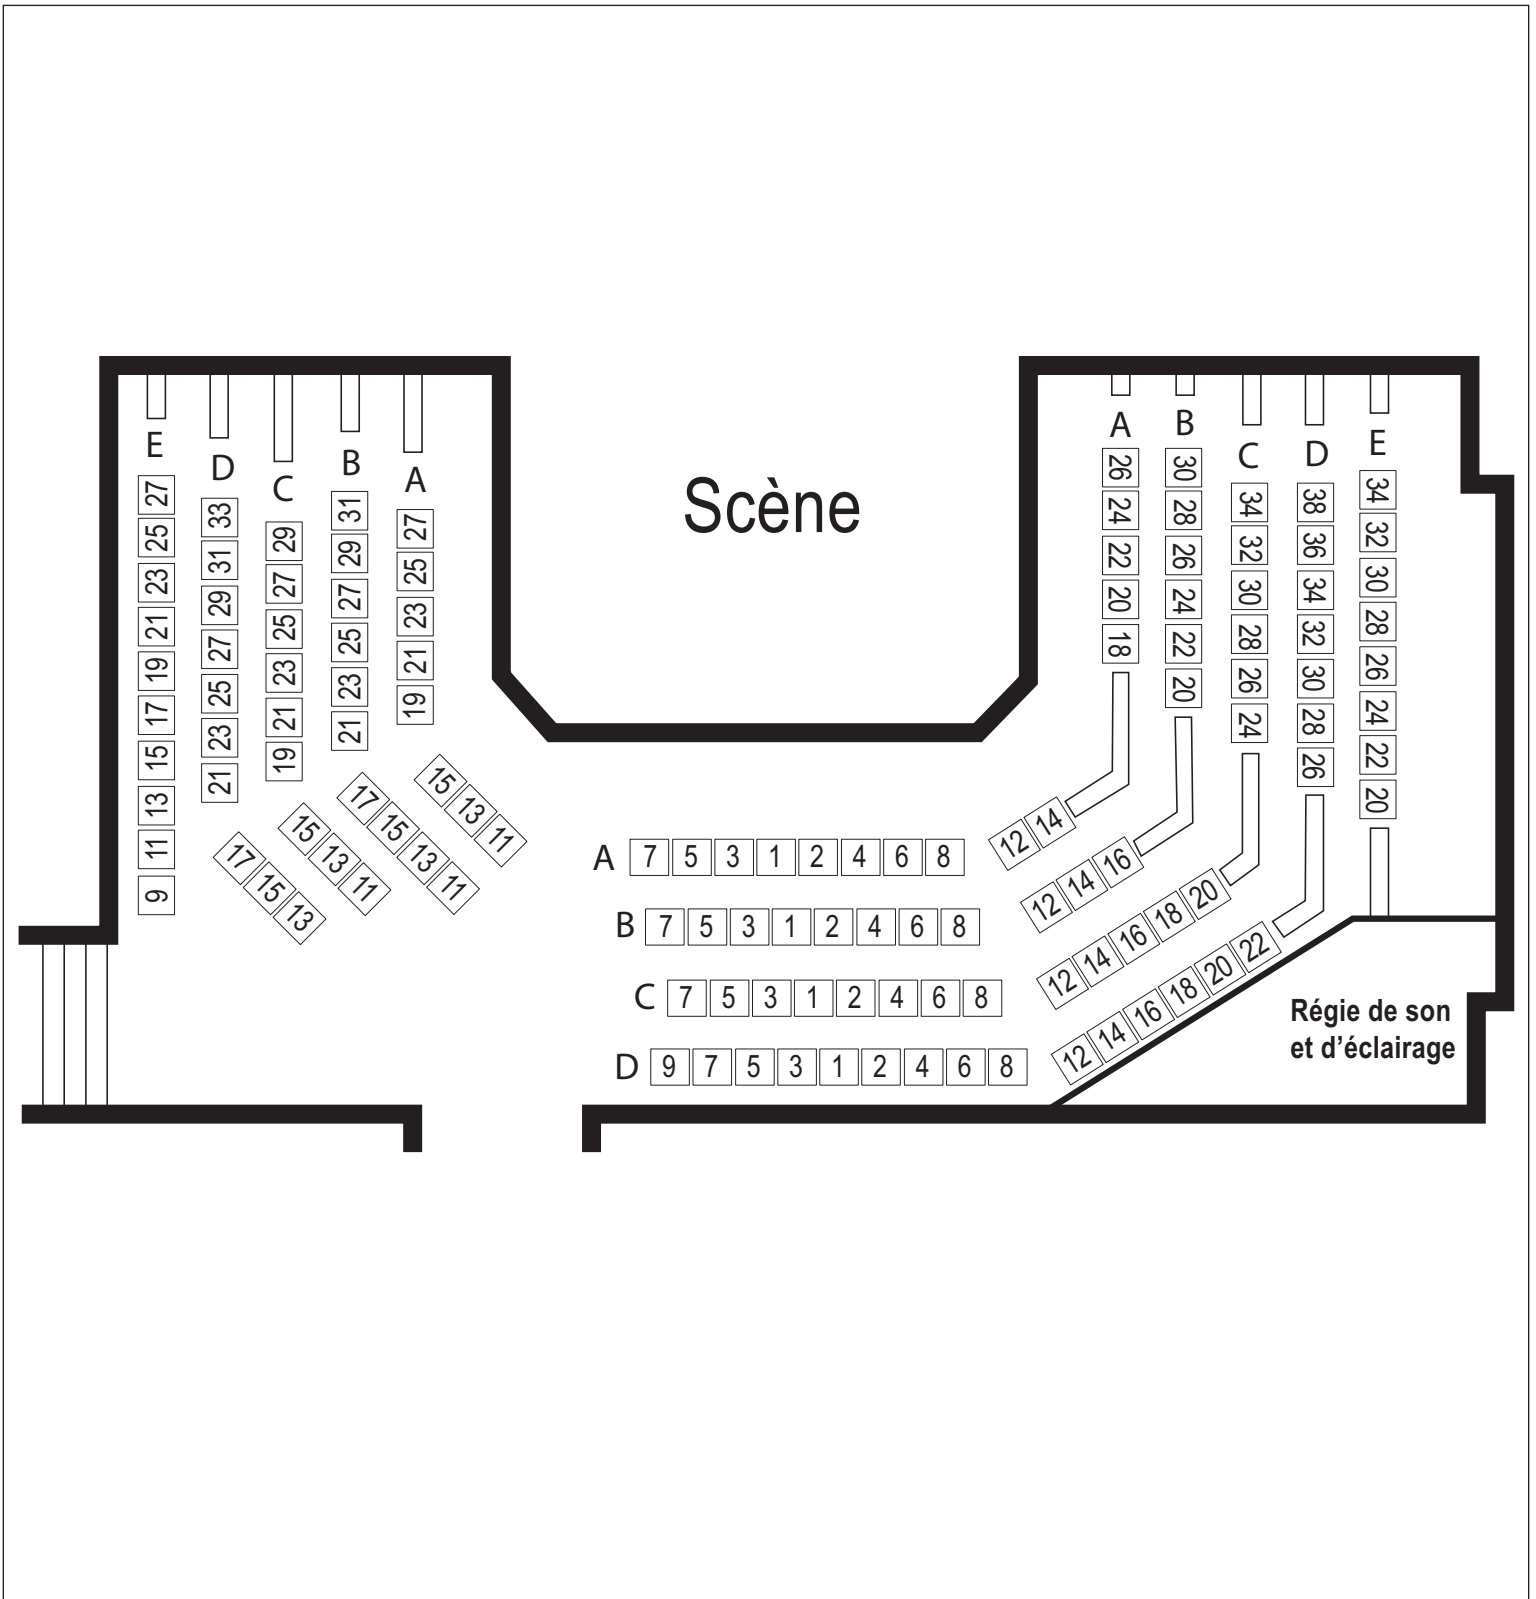 Scène
E
27
25
23
21
19
17
15
13
11
9
D
33
31
29
27
25
23
21
17 15 13
C
29
27
25
23
21
19
15 13 11
B
31
29
27
25
23
21
17 15 13 11
A
27
25
23
21
19
15 13 11
A 7 5 3 1 2 4 6 8
B 7 5 3 1 2 4 6 8
C 7 5 3 1 2 4 6 8
D 9 7 5 3 1 2 4 6 8
A
26
24
22
20
18
12 14
B
30
28
26
24
22
20
12 14 16
C
34
32
30
28
26
24
12 14 16 18 20
D
38
36
34
32
30
28
26
12 14 16 18 20 22
E
34
32
30
28
26
24
22
20
Régie de son
et d'éclairage